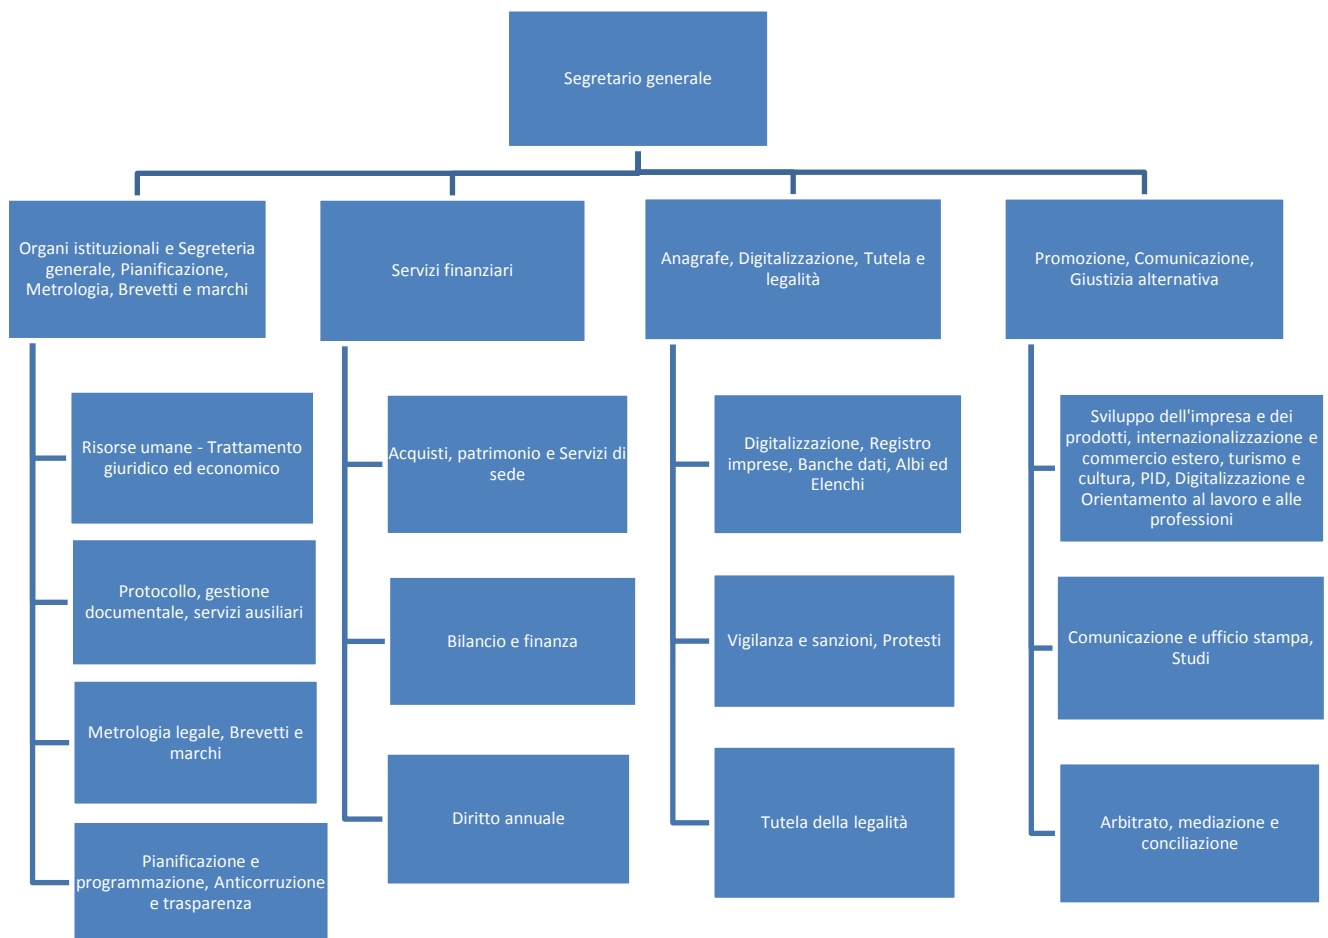 Segretario generale
Organi istituzionali e Segreteria
generale, Pianificazione,
Metrologia, Brevetti e marchi
Servizi finanziari
Anagrafe, Digitalizzazione, Tutela e
legalità
Promozione, Comunicazione,
Giustizia alternativa
Risorse umane - Trattamento
giuridico ed economico
Protocollo, gestione
documentale, servizi ausiliari
Metrologia legale, Brevetti e
marchi
Pianificazione e
programmazione, Anticorruzione
e trasparenza
Acquisti, patrimonio e Servizi di
sede
Bilancio e finanza
Diritto annuale
Digitalizzazione, Registro
imprese, Banche dati, Albi ed
Elenchi
Vigilanza e sanzioni, Protesti
Tutela della legalità
Sviluppo dell'impresa e dei
prodotti, internazionalizzazione e
commercio estero, turismo e
cultura, PID, Digitalizzazione e
Orientamento al lavoro e alle
professioni
Comunicazione e ufficio stampa,
Studi
Arbitrato, mediazione e
conciliazione